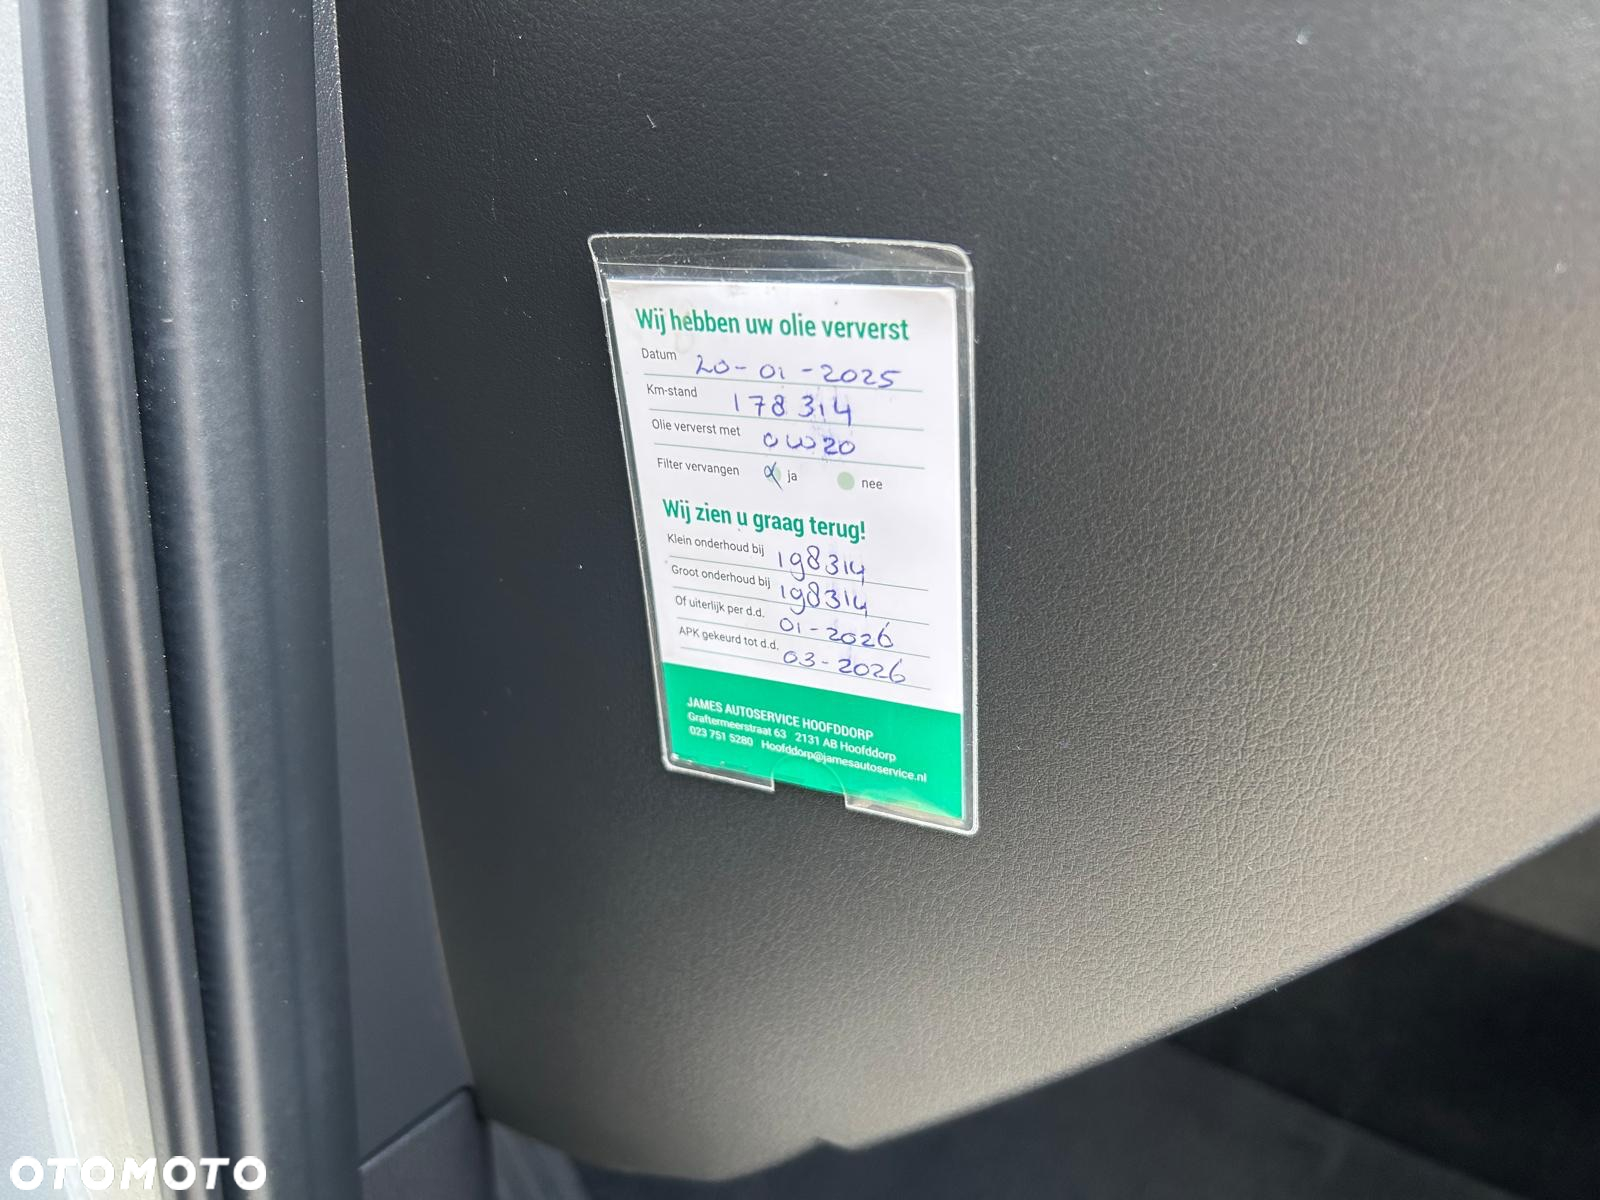 Wij hebben uw olie ververst
Datum 20-01-2025
Km-stand 178314
Olie ververst met 0W20
Filter vervangen ja nee
Wij zien u graag terug!
Klein onderhoud bij 198314
Groot onderhoud bij 198314
Of uiterlijk per d.d. 01-2026
APK gekeurd tot d.d. 03-2026
JAMES AUTOSERVICE HOOFDDORP
Graftermeerstraat 63 2131 AB Hoofddorp
023 751 5280 Hoofddorp@jamesautoservice.nl
OTOMOTO